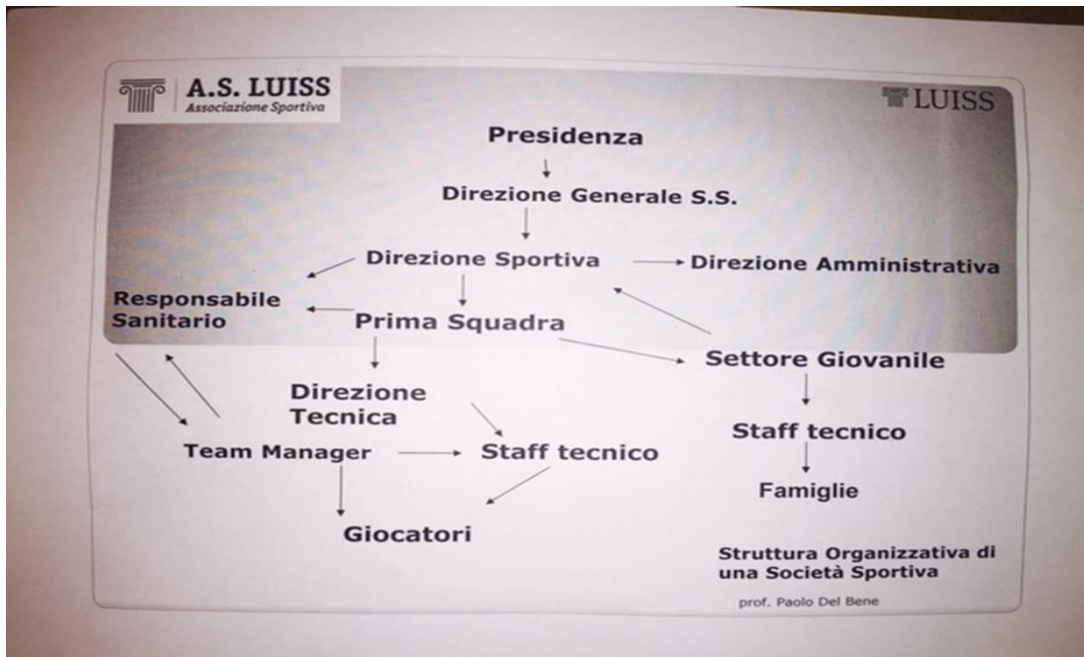 A.S. LUISS
Associazione Sportiva
LUISS
Presidenza
Direzione Generale S.S.
Direzione Sportiva
Direzione Amministrativa
Responsabile
Sanitario
Prima Squadra
Settore Giovanile
Direzione
Tecnica
Staff tecnico
Team Manager
Staff tecnico
Famiglie
Giocatori
Struttura Organizzativa di
una Società Sportiva
prof. Paolo Del Bene